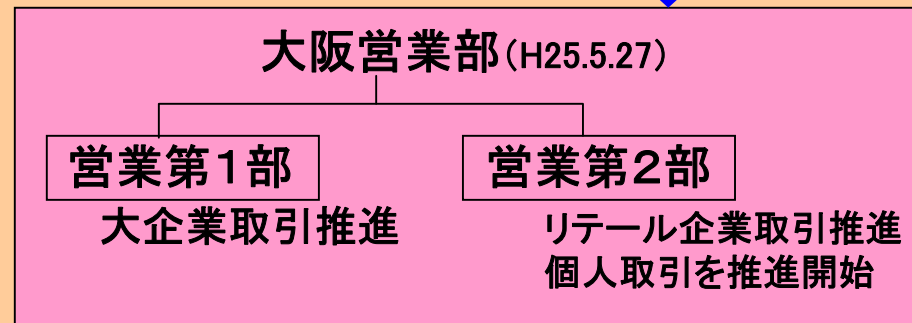 大阪営業部(H25.5.27)
営業第1部
営業第2部
大企業取引推進
リテール企業取引推進
個人取引を推進開始